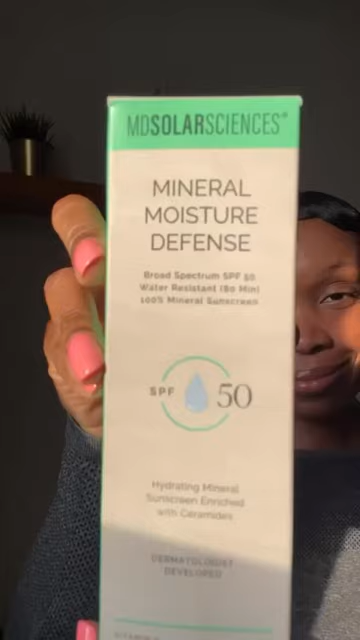 MDSOLARSCIENCES®
MINERAL
MOISTURE
DEFENSE
Broad Spectrum SPF 50
Water Resistant (80 Min)
100% Mineral Sunscreen
SPF 50
Hydrating Mineral
Sunscreen Enriched
with Ceramides
DERMATOLOGIST
DEVELOPED